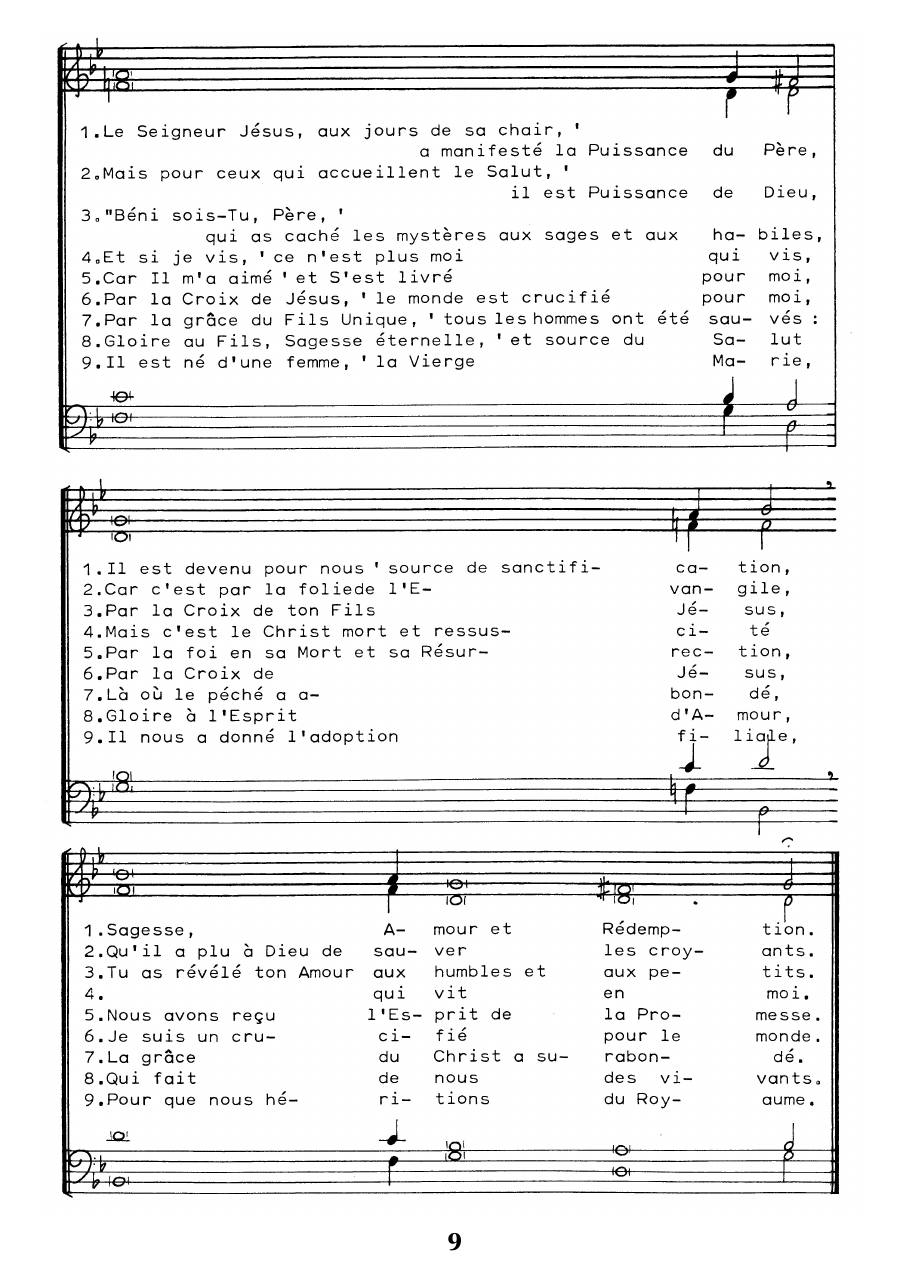 1.Le Seigneur Jésus, aux jours de sa chair, '
a manifesté la Puissance du Père,
2.Mais pour ceux qui accueillent le Salut, '
il est Puissance de Dieu,
3."Béni sois-Tu, Père, '
qui as caché les mystères aux sages et aux ha- biles,
4.Et si je vis, ' ce n'est plus moi qui vis,
5.Car Il m'a aimé ' et S'est livré pour moi,
6.Par la Croix de Jésus, ' le monde est crucifié pour moi,
7.Par la grâce du Fils Unique, ' tous les hommes ont été sau- vés :
8.Gloire au Fils, Sagesse éternelle, ' et source du Sa- lut
9.Il est né d'une femme, ' la Vierge Ma- rie,
1.Il est devenu pour nous ' source de sanctifi- ca- tion,
2.Car c'est par la foliede l'E- van- gile,
3.Par la Croix de ton Fils Jé- sus,
4.Mais c'est le Christ mort et ressus- ci- té
5.Par la foi en sa Mort et sa Résur- rec- tion,
6.Par la Croix de Jé- sus,
7.Là où le péché a a- bon- dé,
8.Gloire à l'Esprit d'A- mour,
9.Il nous a donné l'adoption fi- liale,
1.Sagesse, A- mour et Rédemp- tion.
2.Qu'il a plu à Dieu de sau- ver les croy- ants.
3.Tu as révélé ton Amour aux humbles et aux pe- tits.
4. qui vit en moi.
5.Nous avons reçu l'Es- prit de la Pro- messe.
6.Je suis un cru- ci- fié pour le monde.
7.La grâce du Christ a su- rabon- dé.
8.Qui fait de nous des vi- vants.
9.Pour que nous hé- ri- tions du Roy- aume.
9